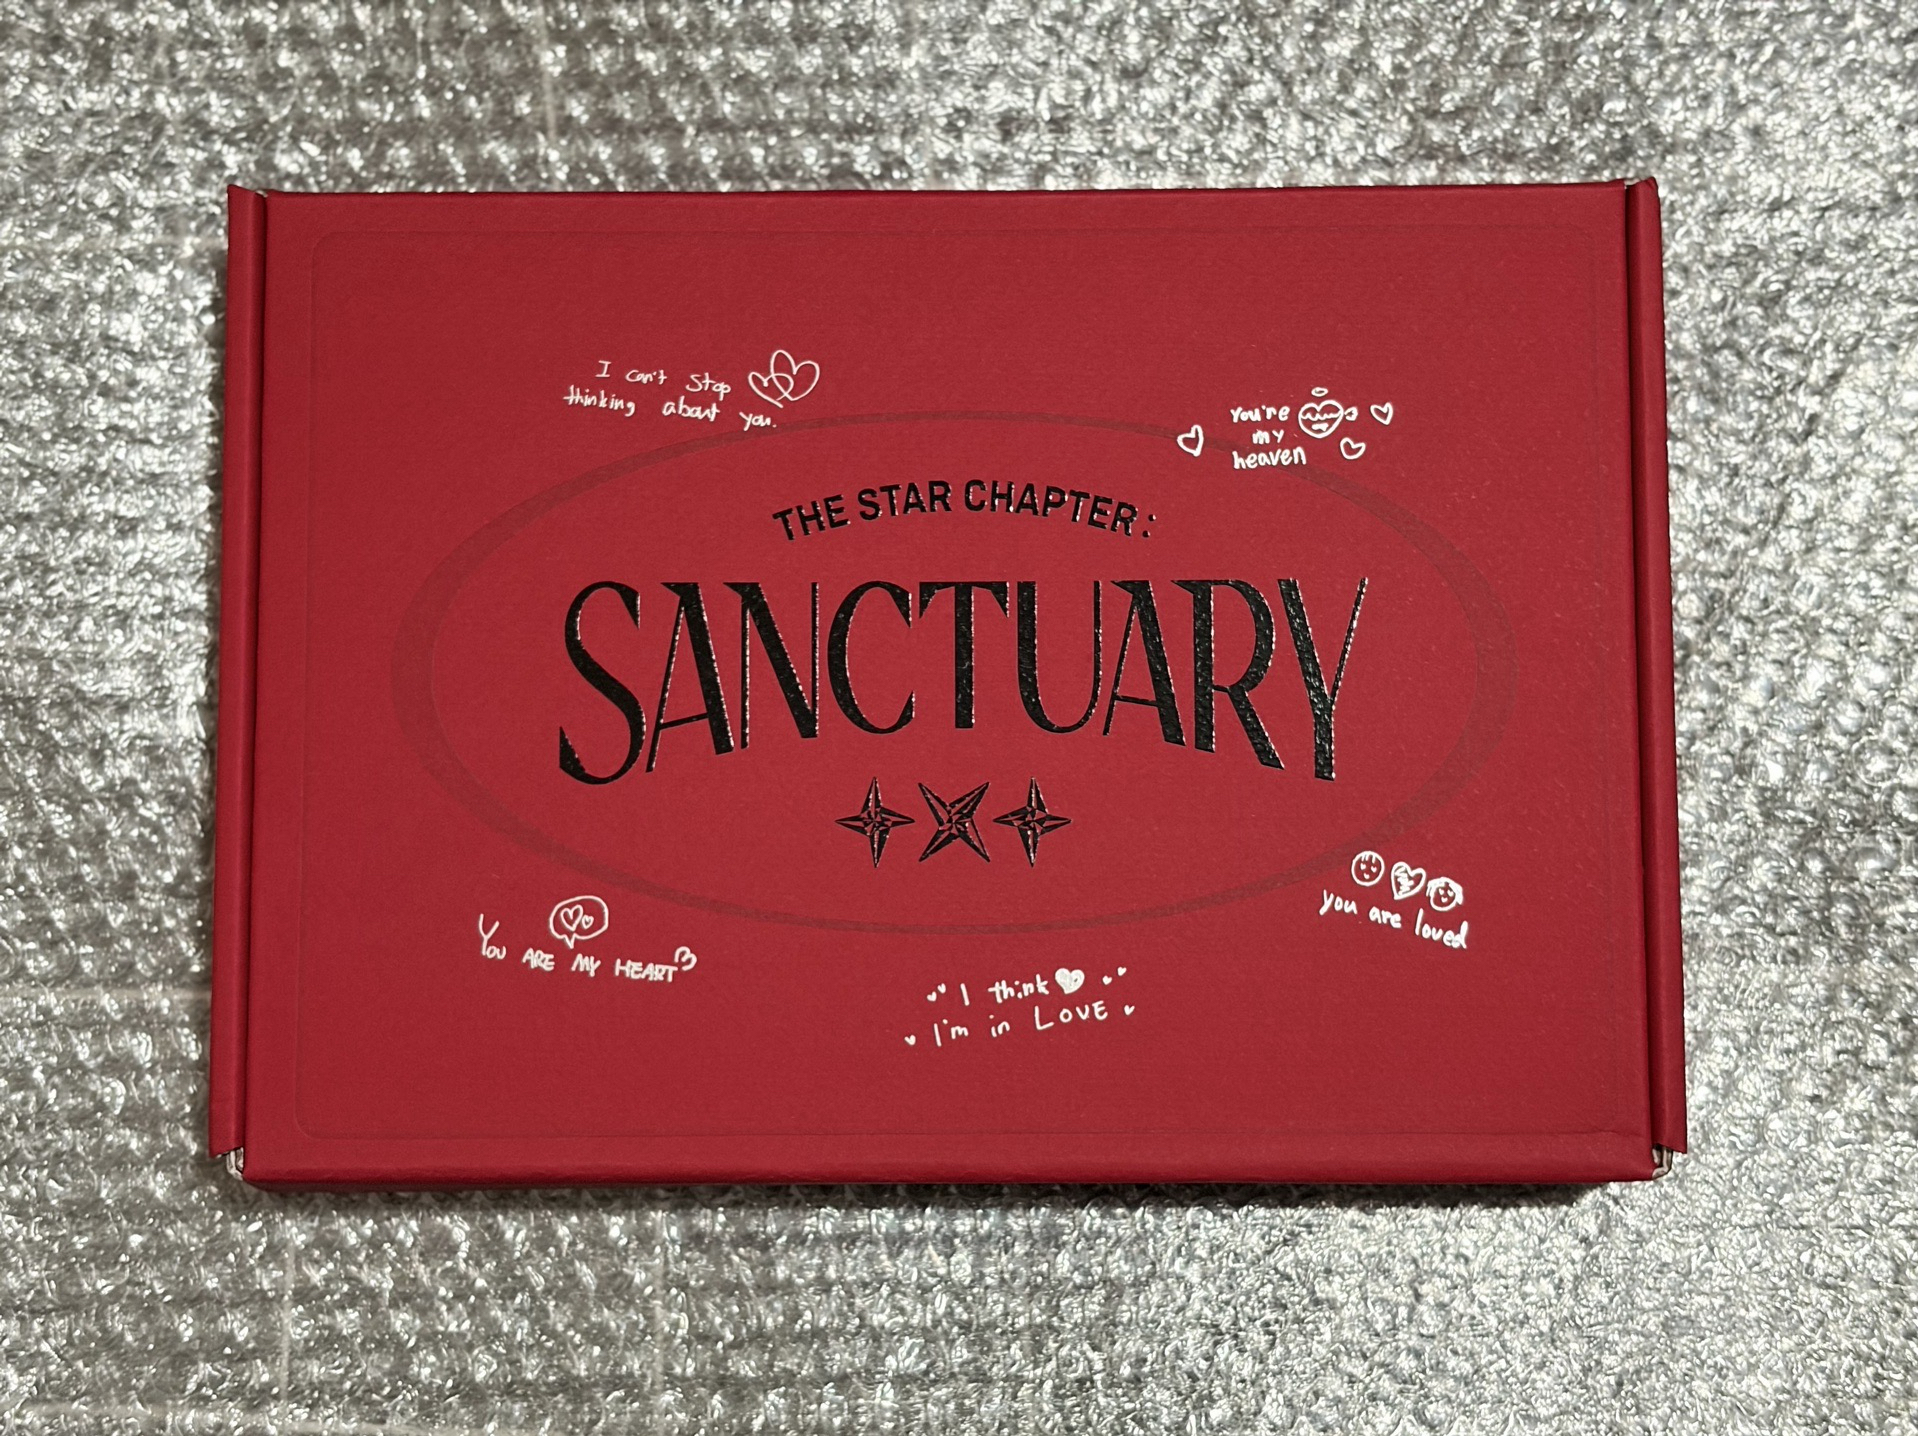 I can't stop
thinking about you.
You're
my
heaven
THE STAR CHAPTER:
SANCTUARY
You ARE MY HEART
you are loved
I think
I'm in LOVE